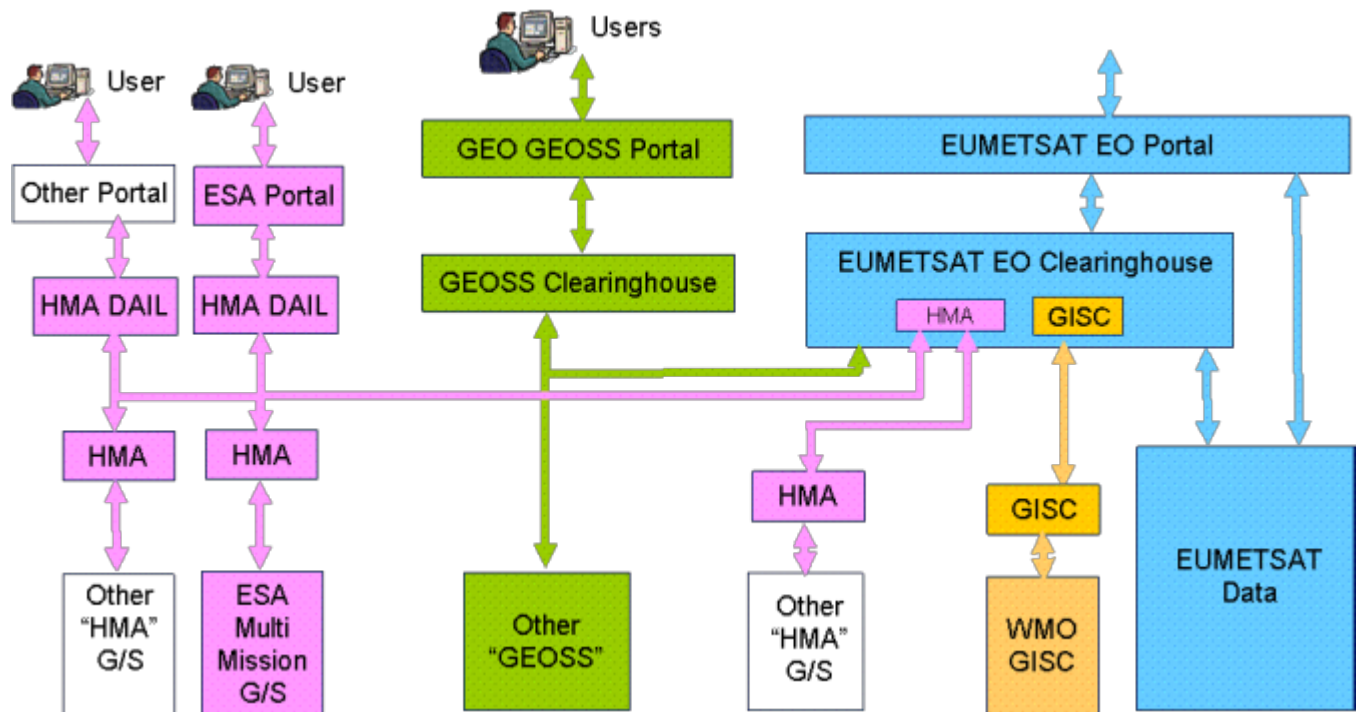 Users
User
User
GEO GEOSS Portal
EUMETSAT EO Portal
Other Portal
ESA Portal
EUMETSAT EO Clearinghouse
GEOSS Clearinghouse
HMA DAIL
HMA DAIL
HMA
GISC
HMA
HMA
HMA
GISC
Other
“HMA”
G/S
ESA
Multi
Mission
G/S
Other
“GEOSS”
Other
“HMA”
G/S
WMO
GISC
EUMETSAT
Data